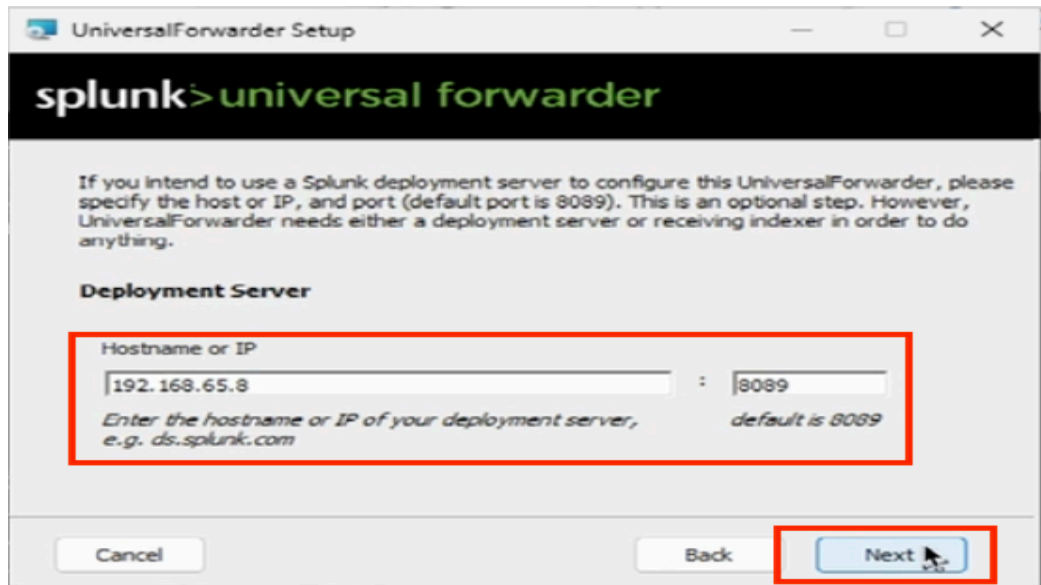 UniversalForwarder Setup
splunk>universal forwarder
If you intend to use a Splunk deployment server to configure this UniversalForwarder, please
specify the host or IP, and port (default port is 8089). This is an optional step. However,
UniversalForwarder needs either a deployment server or receiving indexer in order to do
anything.
Deployment Server
Hostname or IP
192.168.65.8 : 8089
Enter the hostname or IP of your deployment server, default is 8089
e.g. ds.splunk.com
Cancel Back Next